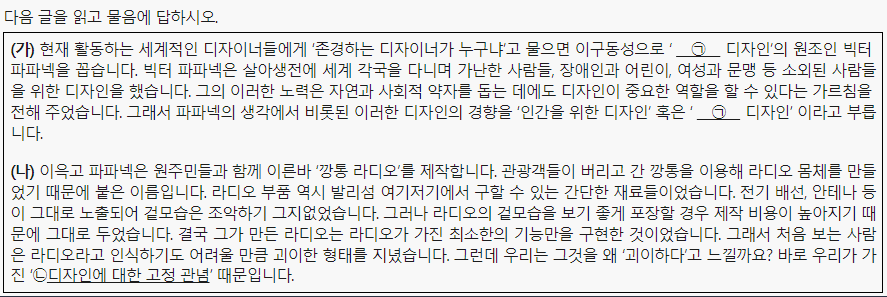 다음 글을 읽고 물음에 답하시오.
(가) 현재 활동하는 세계적인 디자이너들에게 '존경하는 디자이너가 누구냐'고 물으면 이구동성으로 ' ㉠ 디자인'의 원조인 빅터
파파넥을 꼽습니다. 빅터 파파넥은 살아생전에 세계 각국을 다니며 가난한 사람들, 장애인과 어린이, 여성과 문맹 등 소외된 사람들
을 위한 디자인을 했습니다. 그의 이러한 노력은 자연과 사회적 약자를 돕는 데에도 디자인이 중요한 역할을 할 수 있다는 가르침을
전해 주었습니다. 그래서 파파넥의 생각에서 비롯된 이러한 디자인의 경향을 '인간을 위한 디자인' 혹은 ' ㉠ 디자인' 이라고 부릅
니다.
(나) 이윽고 파파넥은 원주민들과 함께 이른바 '깡통 라디오'를 제작합니다. 관광객들이 버리고 간 깡통을 이용해 라디오 몸체를 만들
었기 때문에 붙은 이름입니다. 라디오 부품 역시 발리섬 여기저기에서 구할 수 있는 간단한 재료들이었습니다. 전기 배선, 안테나 등
이 그대로 노출되어 겉모습은 조악하기 그지없었습니다. 그러나 라디오의 겉모습을 보기 좋게 포장할 경우 제작 비용이 높아지기 때
문에 그대로 두었습니다. 결국 그가 만든 라디오는 라디오가 가진 최소한의 기능만을 구현한 것이었습니다. 그래서 처음 보는 사람
은 라디오라고 인식하기도 어려울 만큼 괴이한 형태를 지녔습니다. 그런데 우리는 그것을 왜 '괴이하다'고 느낄까요? 바로 우리가 가
진 '㉡디자인에 대한 고정 관념' 때문입니다.